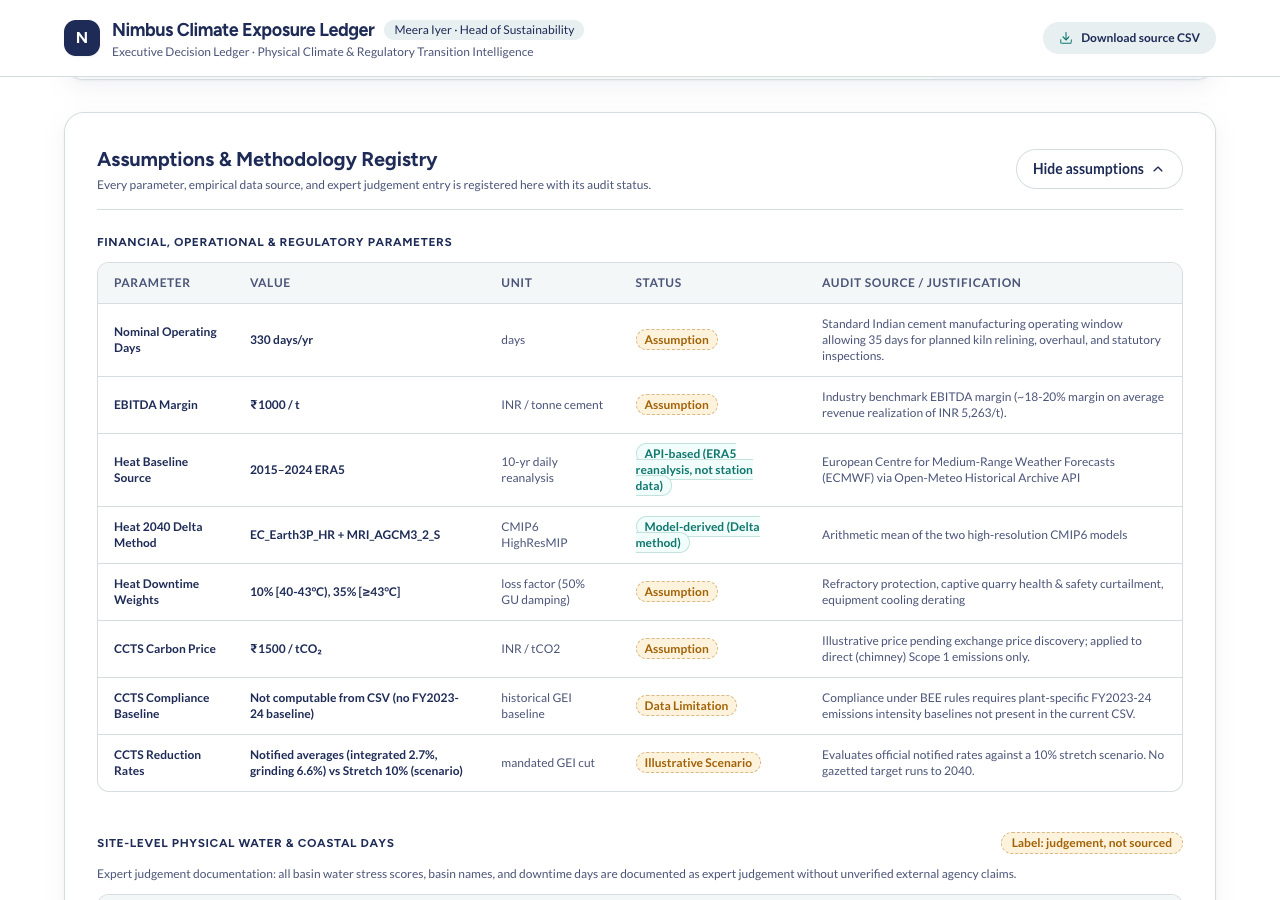 N
Nimbus Climate Exposure Ledger
Meera Iyer · Head of Sustainability
Executive Decision Ledger · Physical Climate & Regulatory Transition Intelligence
Download source CSV
Assumptions & Methodology Registry
Every parameter, empirical data source, and expert judgement entry is registered here with its audit status.
Hide assumptions
FINANCIAL, OPERATIONAL & REGULATORY PARAMETERS
PARAMETER VALUE UNIT STATUS AUDIT SOURCE / JUSTIFICATION
Nominal Operating
Days
330 days/yr
days
Assumption
Standard Indian cement manufacturing operating window
allowing 35 days for planned kiln relining, overhaul, and statutory
inspections.
EBITDA Margin
₹1000 / t
INR / tonne cement
Assumption
Industry benchmark EBITDA margin (~18-20% margin on average
revenue realization of INR 5,263/t).
Heat Baseline
Source
2015–2024 ERA5
10-yr daily
reanalysis
API-based (ERA5
reanalysis, not station
data)
European Centre for Medium-Range Weather Forecasts
(ECMWF) via Open-Meteo Historical Archive API
Heat 2040 Delta
Method
EC_Earth3P_HR + MRI_AGCM3_2_S
CMIP6
HighResMIP
Model-derived (Delta
method)
Arithmetic mean of the two high-resolution CMIP6 models
Heat Downtime
Weights
10% [40-43°C), 35% [≥43°C]
loss factor (50%
GU damping)
Assumption
Refractory protection, captive quarry health & safety curtailment,
equipment cooling derating
CCTS Carbon Price
₹1500 / tCO₂
INR / tCO2
Assumption
Illustrative price pending exchange price discovery; applied to
direct (chimney) Scope 1 emissions only.
CCTS Compliance
Baseline
Not computable from CSV (no FY2023-
24 baseline)
historical GEI
baseline
Data Limitation
Compliance under BEE rules requires plant-specific FY2023-24
emissions intensity baselines not present in the current CSV.
CCTS Reduction
Rates
Notified averages (integrated 2.7%,
grinding 6.6%) vs Stretch 10% (scenario)
mandated GEI cut
Illustrative Scenario
Evaluates official notified rates against a 10% stretch scenario. No
gazetted target runs to 2040.
SITE-LEVEL PHYSICAL WATER & COASTAL DAYS
Label: judgement, not sourced
Expert judgement documentation: all basin water stress scores, basin names, and downtime days are documented as expert judgement without unverified external agency claims.